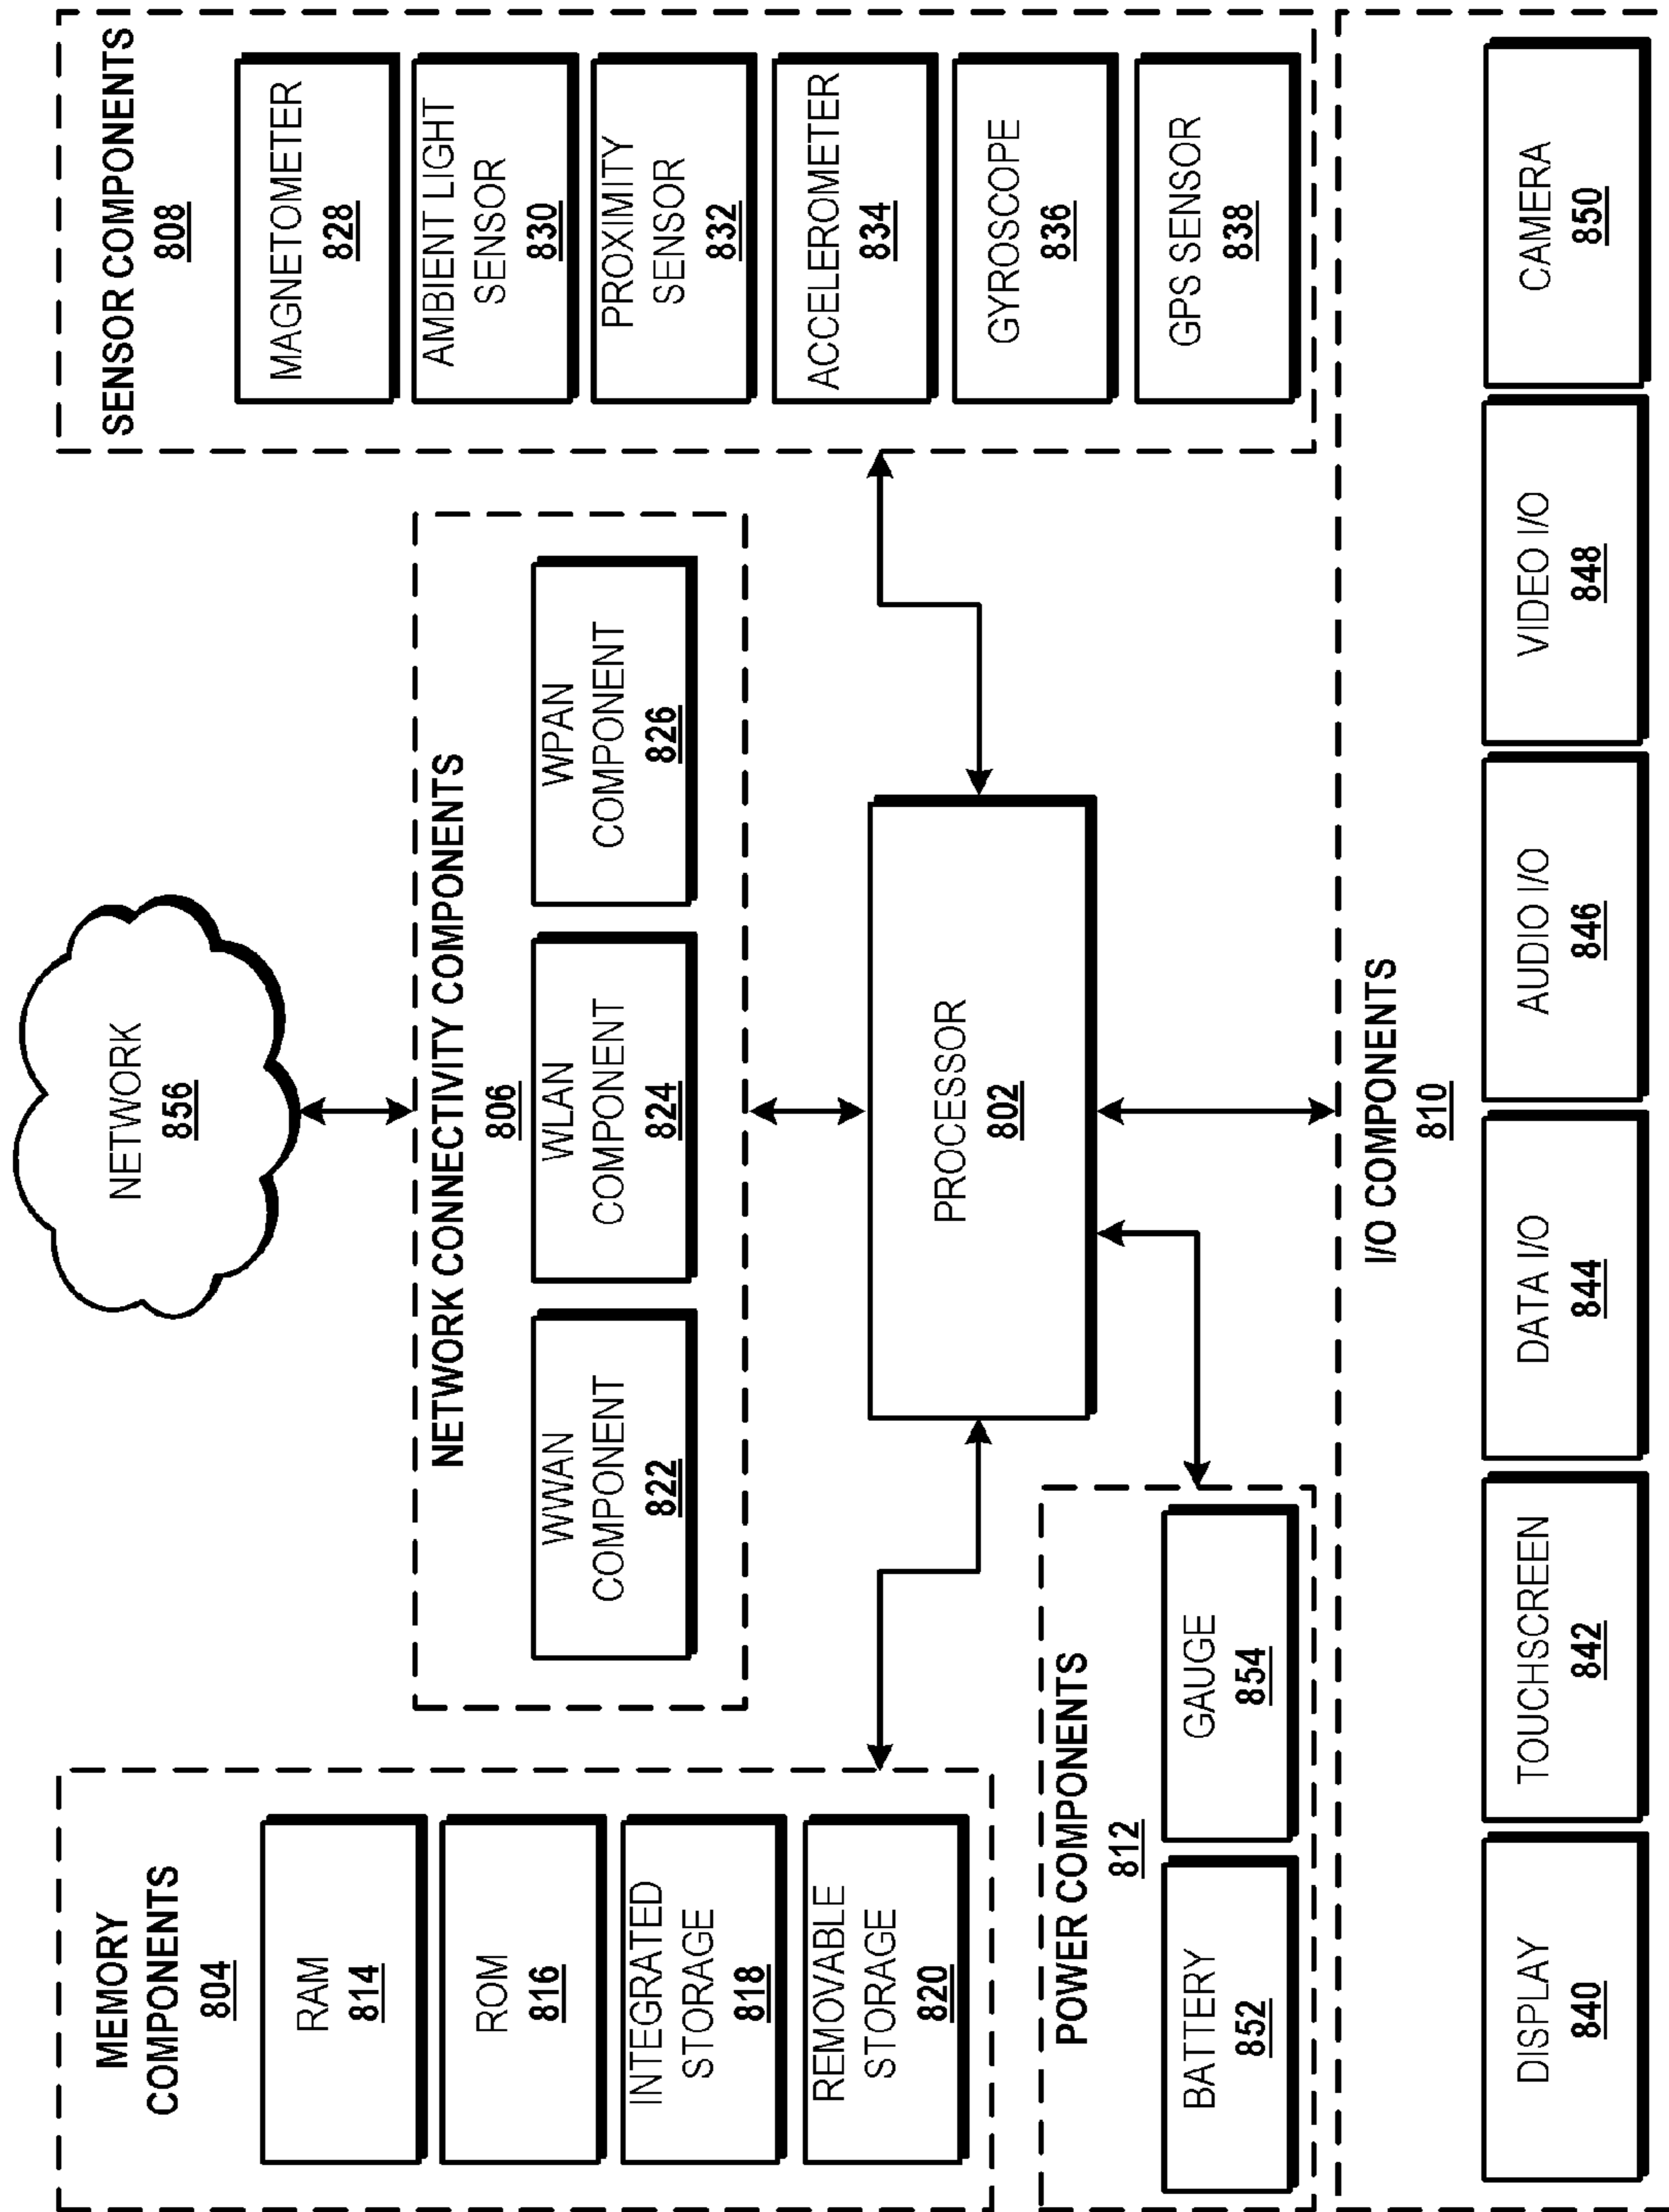 NETWORK
856
MEMORY
COMPONENTS
804
RAM
814
ROM
816
INTEGRATED
STORAGE
818
REMOVABLE
STORAGE
820
NETWORK CONNECTIVITY COMPONENTS
806
WWAN
COMPONENT
822
WLAN
COMPONENT
824
WPAN
COMPONENT
826
SENSOR COMPONENTS
808
MAGNETOMETER
828
AMBIENT LIGHT
SENSOR
830
PROXIMITY
SENSOR
832
ACCELEROMETER
834
GYROSCOPE
836
GPS SENSOR
838
PROCESSOR
802
POWER COMPONENTS
812
BATTERY
852
GAUGE
854
I/O COMPONENTS
810
DISPLAY
840
TOUCHSCREEN
842
DATA I/O
844
AUDIO I/O
846
VIDEO I/O
848
CAMERA
850